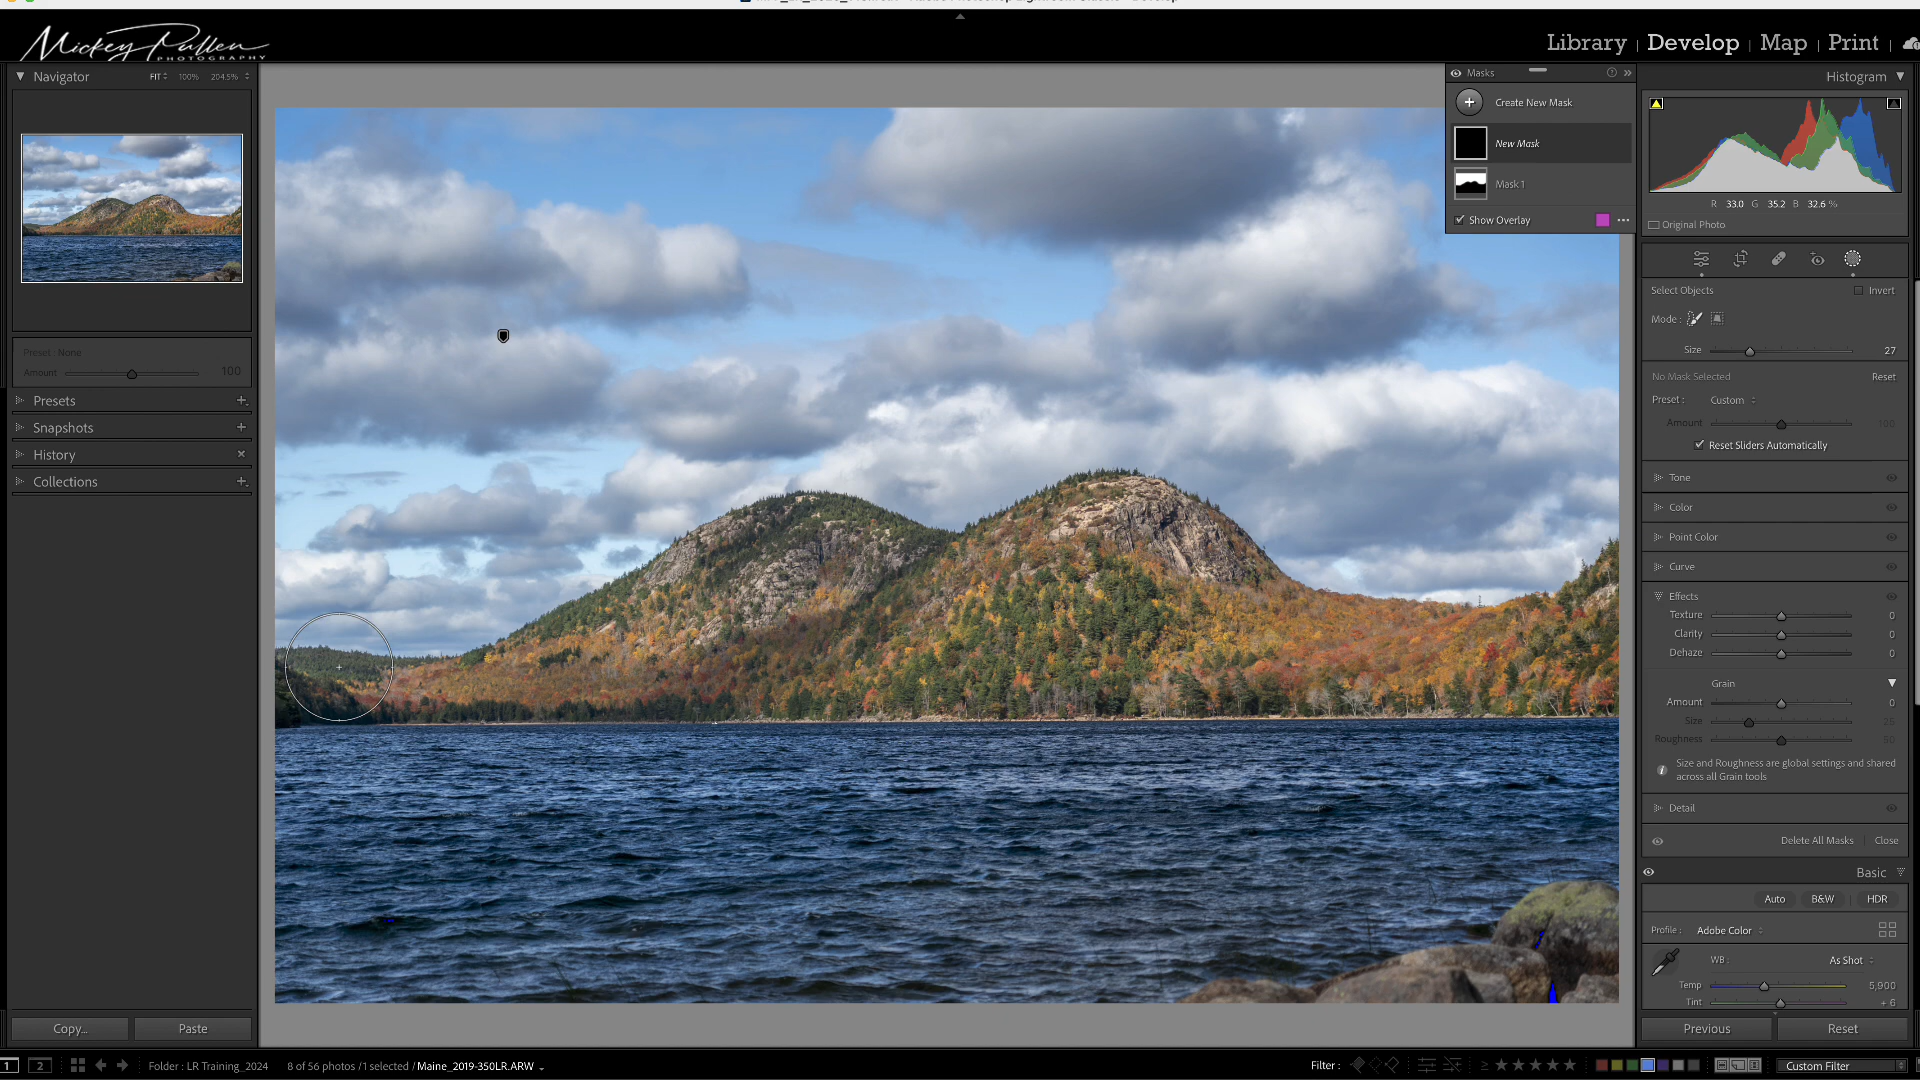 Mickey Pullen
PHOTOGRAPHY
Library | Develop | Map | Print |
Navigator FIT 100% 204.5%
Preset : None
Amount 100
Presets
Snapshots
History
Collections
Copy... Paste
Masks
Create New Mask
New Mask
Mask 1
Show Overlay
Histogram
R 33.0 G 35.2 B 32.6 %
Original Photo
Select Objects Invert
Mode :
Size 27
No Mask Selected Reset
Preset : Custom
Amount 100
Reset Sliders Automatically
Tone
Color
Point Color
Curve
Effects
Texture 0
Clarity 0
Dehaze 0
Grain
Amount 0
Size 25
Roughness 50
Size and Roughness are global settings and shared
across all Grain tools
Detail
Delete All Masks Close
Basic
Auto B&W HDR
Profile : Adobe Color
WB : As Shot
Temp 5,900
Tint + 6
Previous Reset
1 2 Folder : LR Training_2024 8 of 56 photos /1 selected / Maine_2019-350LR.ARW
Filter : ≥ Custom Filter